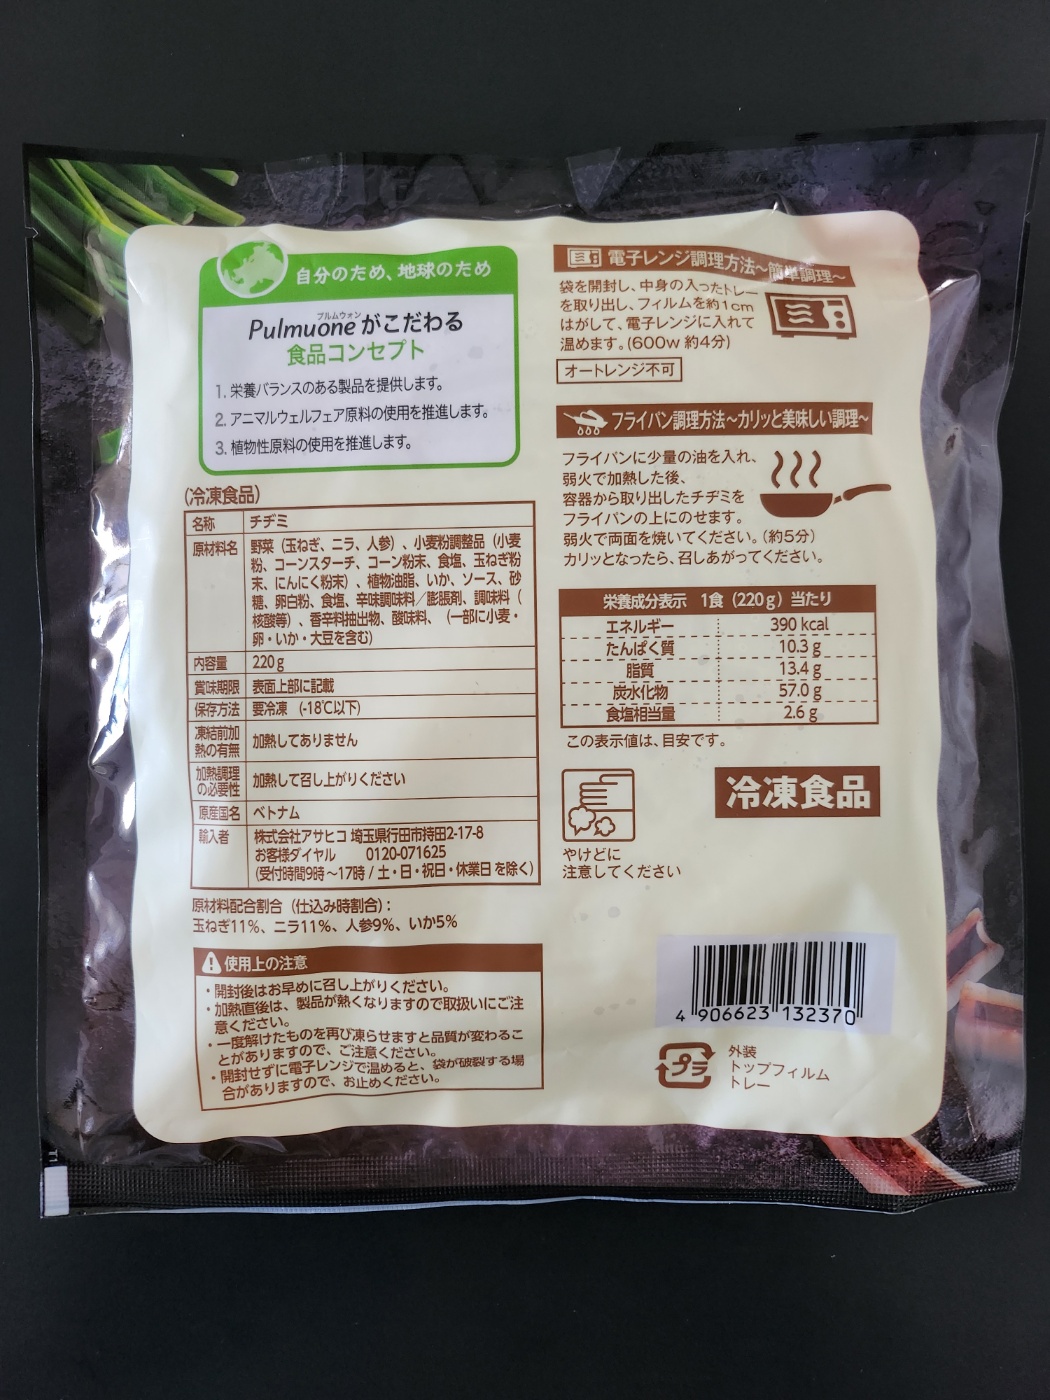 自分のため、地球のため
プルムウォン
Pulmuone がこだわる
食品コンセプト
1. 栄養バランスのある製品を提供します。
2. アニマルウェルフェア原料の使用を推進します。
3. 植物性原料の使用を推進します。
(冷凍食品)
名称 チヂミ
原材料名 野菜（玉ねぎ、ニラ、人参）、小麦粉調整品（小麦
粉、コーンスターチ、コーン粉末、食塩、玉ねぎ粉
末、にんにく粉末）、植物油脂、いか、ソース、砂
糖、卵白粉、食塩、辛味調味料／膨脹剤、調味料（
核酸等）、香辛料抽出物、酸味料、（一部に小麦・
卵・いか・大豆を含む）
内容量 220g
賞味期限 表面上部に記載
保存方法 要冷凍 (-18℃以下)
凍結前加
熱の有無 加熱してありません
加熱調理
の必要性 加熱して召し上がりください
原産国名 ベトナム
輸入者 株式会社アサヒコ 埼玉県行田市持田2-17-8
お客様ダイヤル 0120-071625
(受付時間9時～17時 / 土・日・祝日・休業日 を除く)
原材料配合割合（仕込み時割合）：
玉ねぎ11%、ニラ11%、人参9%、いか5%
使用上の注意
・開封後はお早めに召し上がりください。
・加熱直後は、製品が熱くなりますので取扱いにご注
意ください。
・一度解けたものを再び凍らせますと品質が変わるこ
とがありますので、ご注意ください。
・開封せずに電子レンジで温めると、袋が破裂する場
合がありますので、お止めください。
電子レンジ調理方法～簡単調理～
袋を開封し、中身の入ったトレー
を取り出し、フィルムを約1cm
はがして、電子レンジに入れて
温めます。(600w 約4分)
オートレンジ不可
フライパン調理方法～カリッと美味しい調理～
フライパンに少量の油を入れ、
弱火で加熱した後、
容器から取り出したチヂミを
フライパンの上にのせます。
弱火で両面を焼いてください。(約5分)
カリッとなったら、召しあがってください。
栄養成分表示 1食（220g）当たり
エネルギー 390 kcal
たんぱく質 10.3 g
脂質 13.4 g
炭水化物 57.0 g
食塩相当量 2.6 g
この表示値は、目安です。
冷凍食品
やけどに
注意してください
4 906623 132370
プラ
外装
トップフィルム
トレー